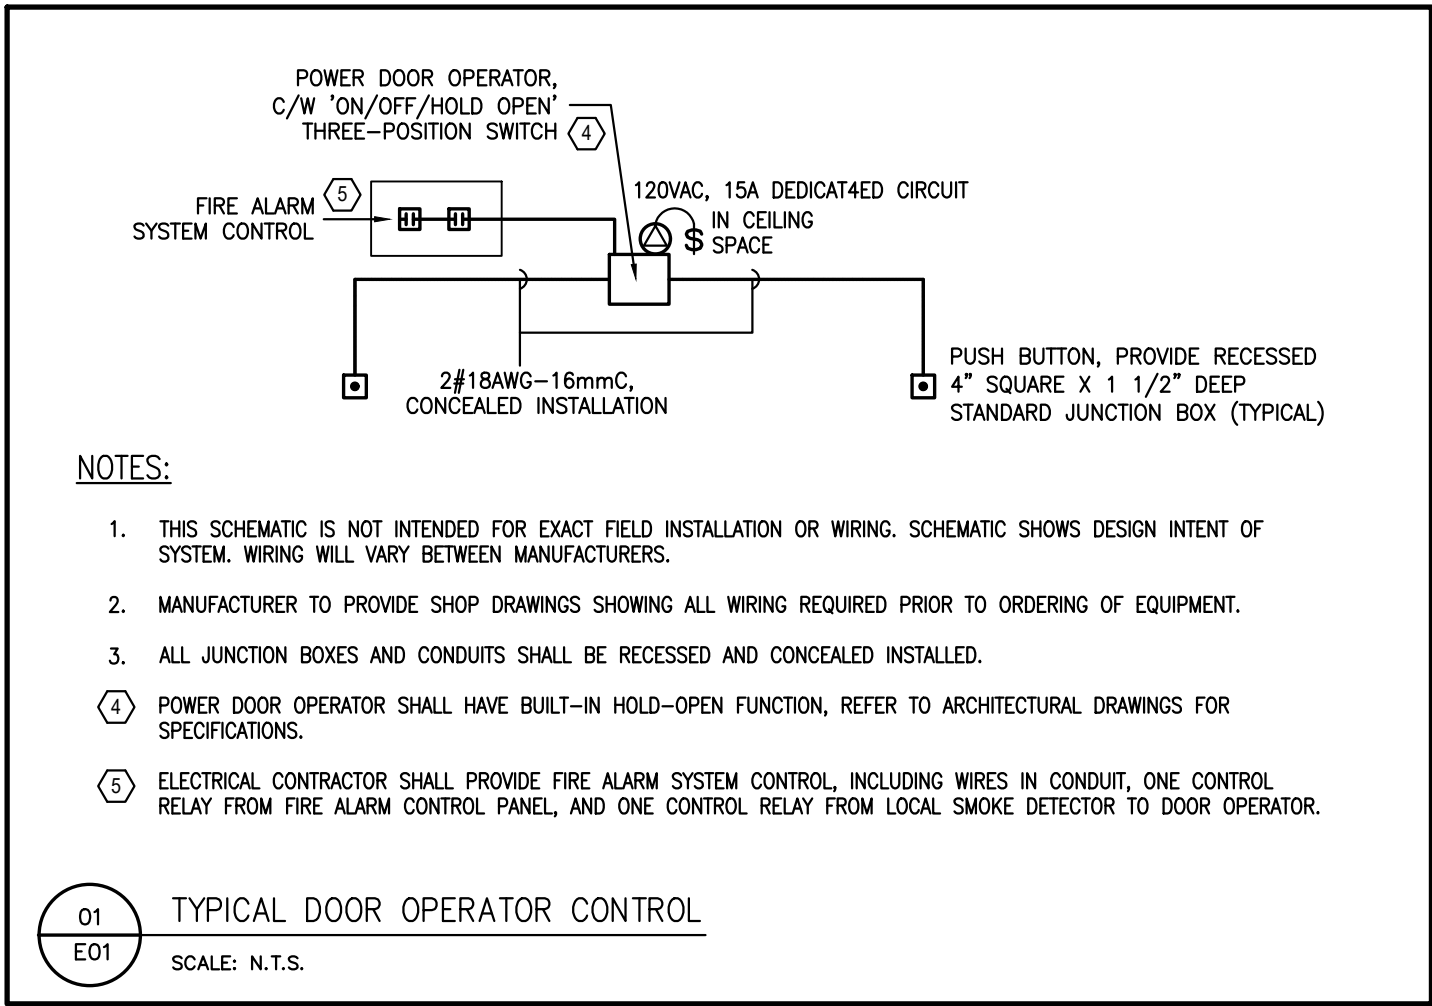 POWER DOOR OPERATOR,
C/W 'ON/OFF/HOLD OPEN'
THREE-POSITION SWITCH
4
5
FIRE ALARM
SYSTEM CONTROL
120VAC, 15A DEDICAT4ED CIRCUIT
IN CEILING
$
SPACE
2#18AWG-16mmC,
CONCEALED INSTALLATION
PUSH BUTTON, PROVIDE RECESSED
4" SQUARE X 1 1/2" DEEP
STANDARD JUNCTION BOX (TYPICAL)
NOTES:
1. THIS SCHEMATIC IS NOT INTENDED FOR EXACT FIELD INSTALLATION OR WIRING. SCHEMATIC SHOWS DESIGN INTENT OF
SYSTEM. WIRING WILL VARY BETWEEN MANUFACTURERS.
2. MANUFACTURER TO PROVIDE SHOP DRAWINGS SHOWING ALL WIRING REQUIRED PRIOR TO ORDERING OF EQUIPMENT.
3. ALL JUNCTION BOXES AND CONDUITS SHALL BE RECESSED AND CONCEALED INSTALLED.
4 POWER DOOR OPERATOR SHALL HAVE BUILT-IN HOLD-OPEN FUNCTION, REFER TO ARCHITECTURAL DRAWINGS FOR
SPECIFICATIONS.
5 ELECTRICAL CONTRACTOR SHALL PROVIDE FIRE ALARM SYSTEM CONTROL, INCLUDING WIRES IN CONDUIT, ONE CONTROL
RELAY FROM FIRE ALARM CONTROL PANEL, AND ONE CONTROL RELAY FROM LOCAL SMOKE DETECTOR TO DOOR OPERATOR.
01
E01
TYPICAL DOOR OPERATOR CONTROL
SCALE: N.T.S.